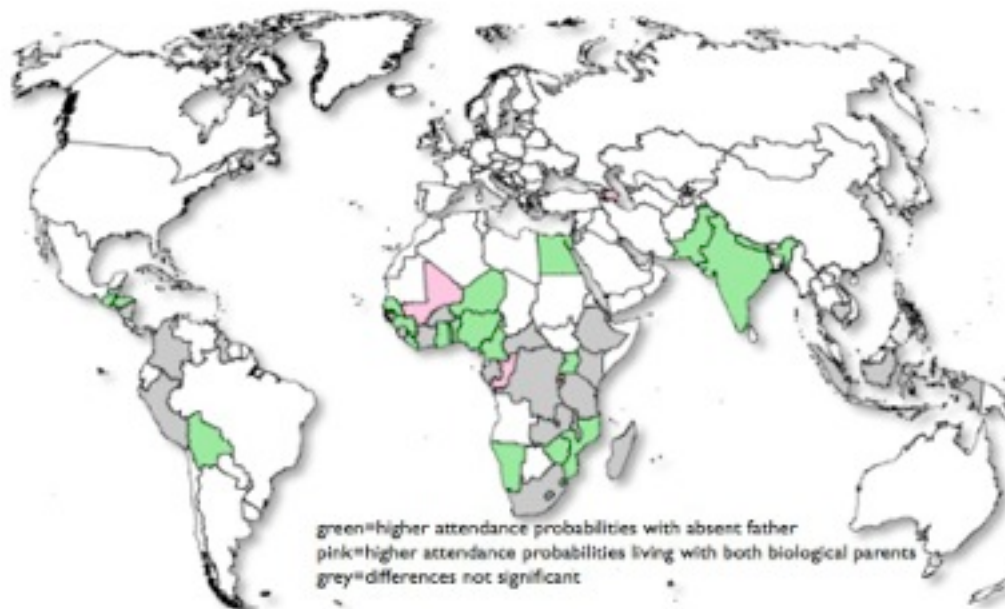 green=higher attendance probabilities with absent father
pink=higher attendance probabilities living with both biological parents
grey=differences not significant